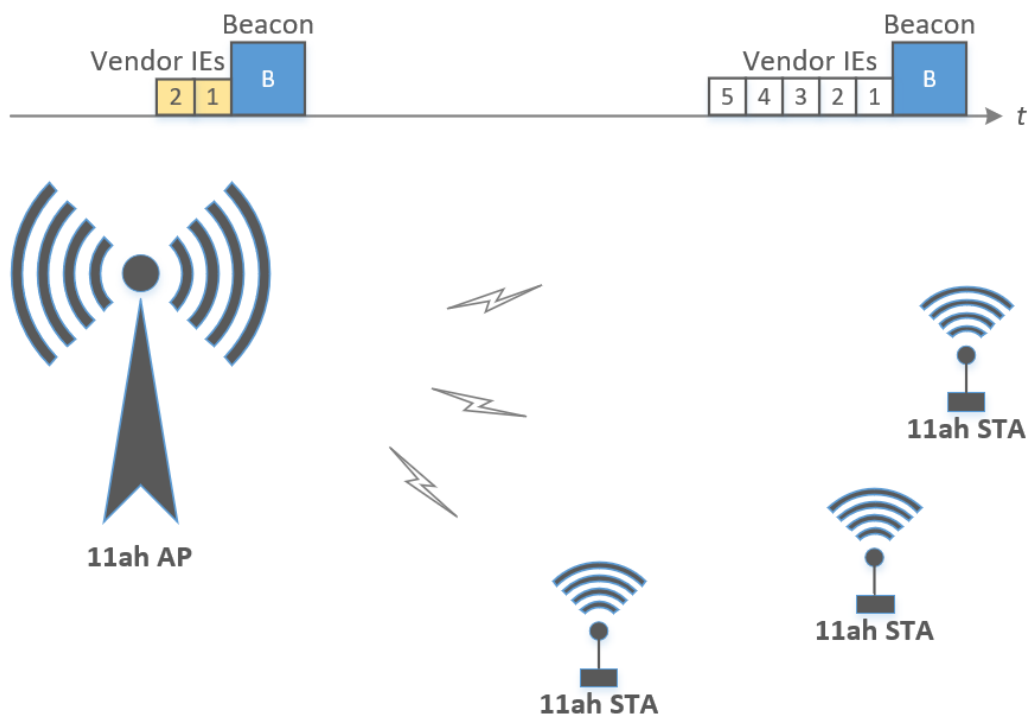 Beacon
Beacon
Vendor IEs
Vendor IEs
2 1 B
5 4 3 2 1 B
t
11ah STA
11ah AP
11ah STA
11ah STA